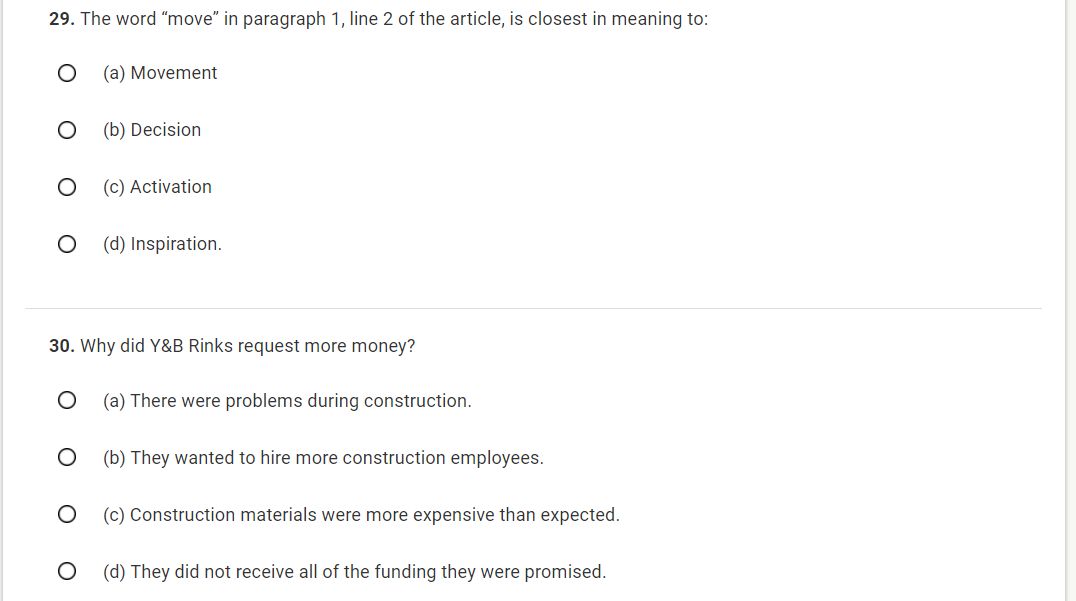 29. The word “move” in paragraph 1, line 2 of the article, is closest in meaning to:
(a) Movement
(b) Decision
(c) Activation
(d) Inspiration.
30. Why did Y&B Rinks request more money?
(a) There were problems during construction.
(b) They wanted to hire more construction employees.
(c) Construction materials were more expensive than expected.
(d) They did not receive all of the funding they were promised.